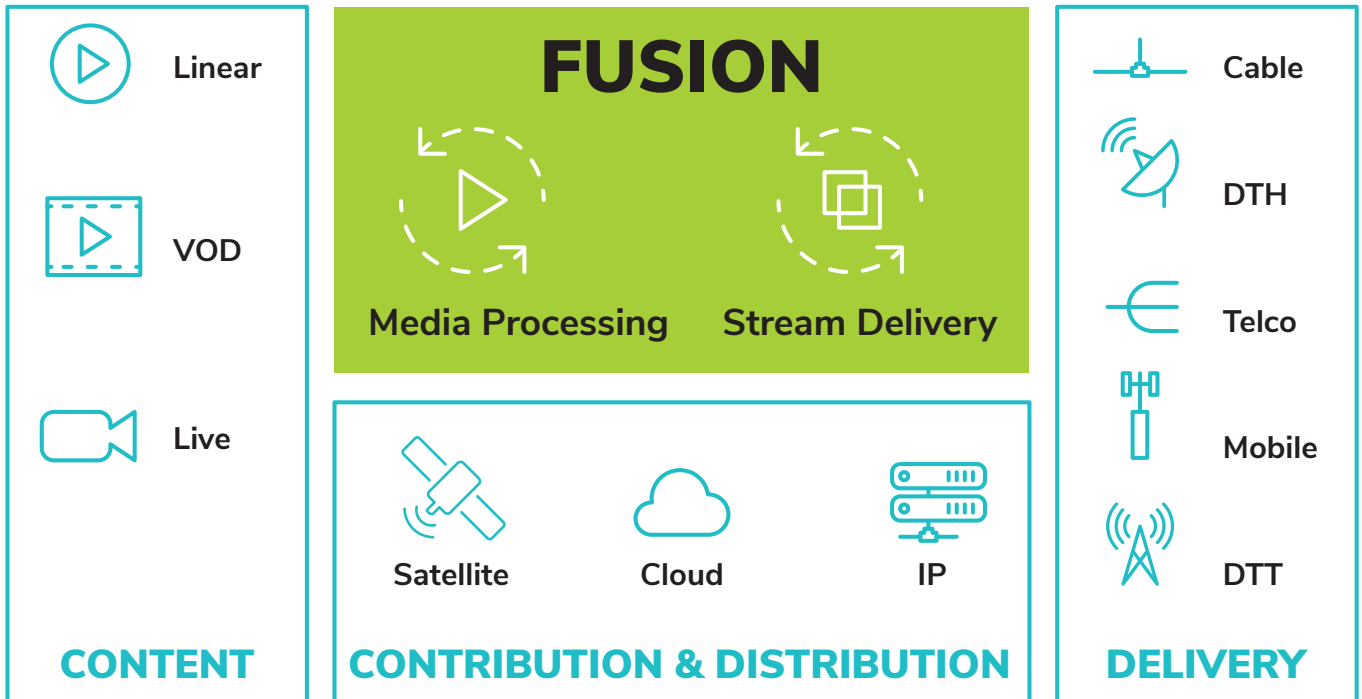 Linear
VOD
Live
CONTENT
FUSION
Media Processing
Stream Delivery
Satellite
Cloud
IP
CONTRIBUTION & DISTRIBUTION
Cable
DTH
Telco
Mobile
DTT
DELIVERY